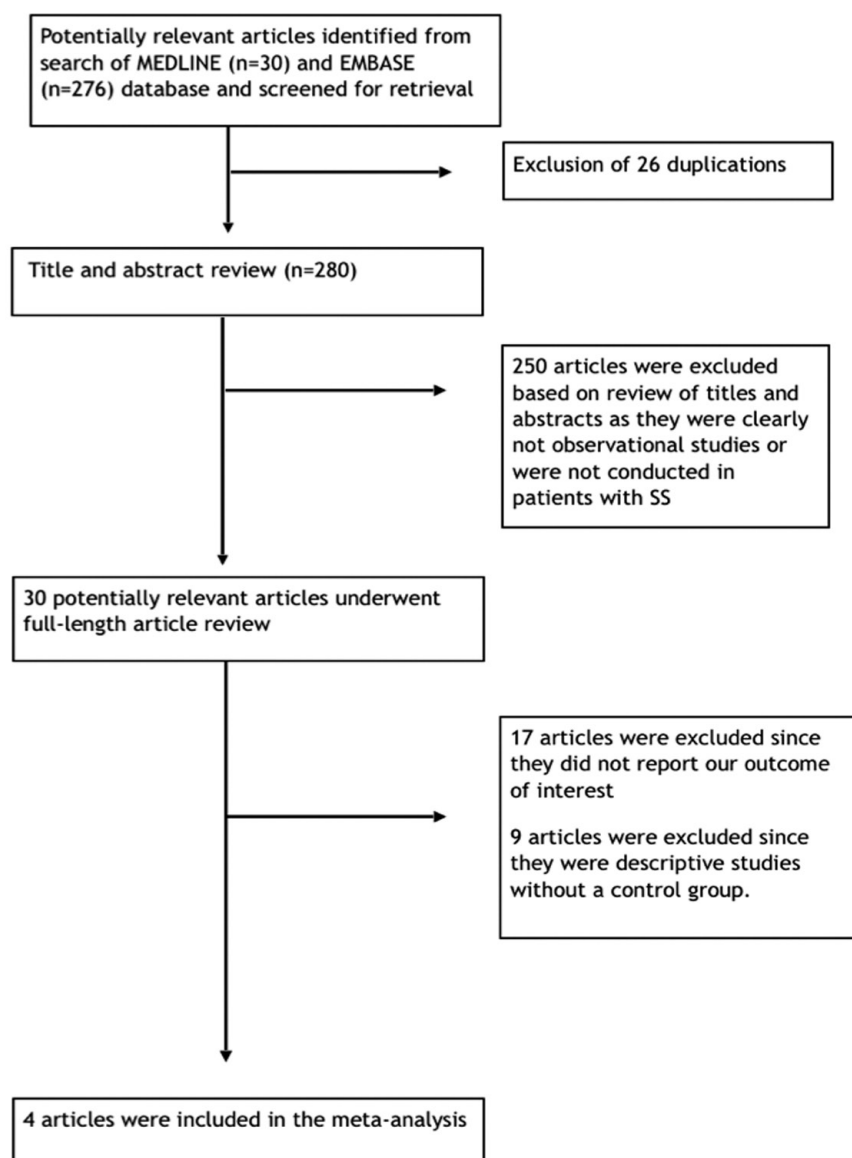 Potentially relevant articles identified from
search of MEDLINE (n=30) and EMBASE
(n=276) database and screened for retrieval
Exclusion of 26 duplications
Title and abstract review (n=280)
250 articles were excluded
based on review of titles and
abstracts as they were clearly
not observational studies or
were not conducted in
patients with SS
30 potentially relevant articles underwent
full-length article review
17 articles were excluded since
they did not report our outcome
of interest
9 articles were excluded since
they were descriptive studies
without a control group.
4 articles were included in the meta-analysis